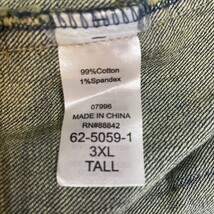 99%Cotton
1%Spandex
07996
MADE IN CHINA
RN#88842
62-5059-1
3XL
TALL